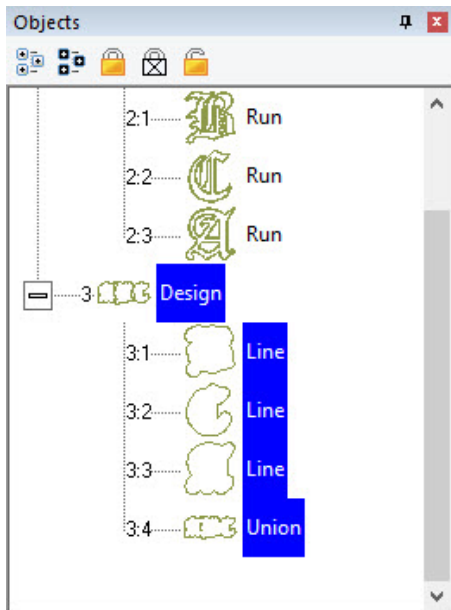 Objects
2:1 B Run
2:2 C Run
2:3 A Run
3 Design
3:1 Line
3:2 Line
3:3 Line
3:4 Union